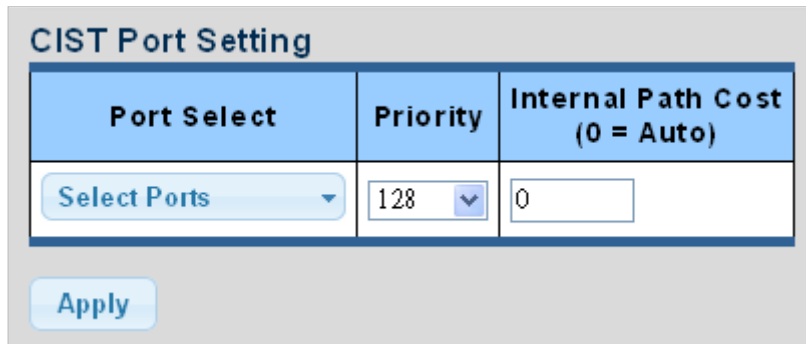 CIST Port Setting
Port Select
Priority
Internal Path Cost
(0 = Auto)
Select Ports
128
0
Apply